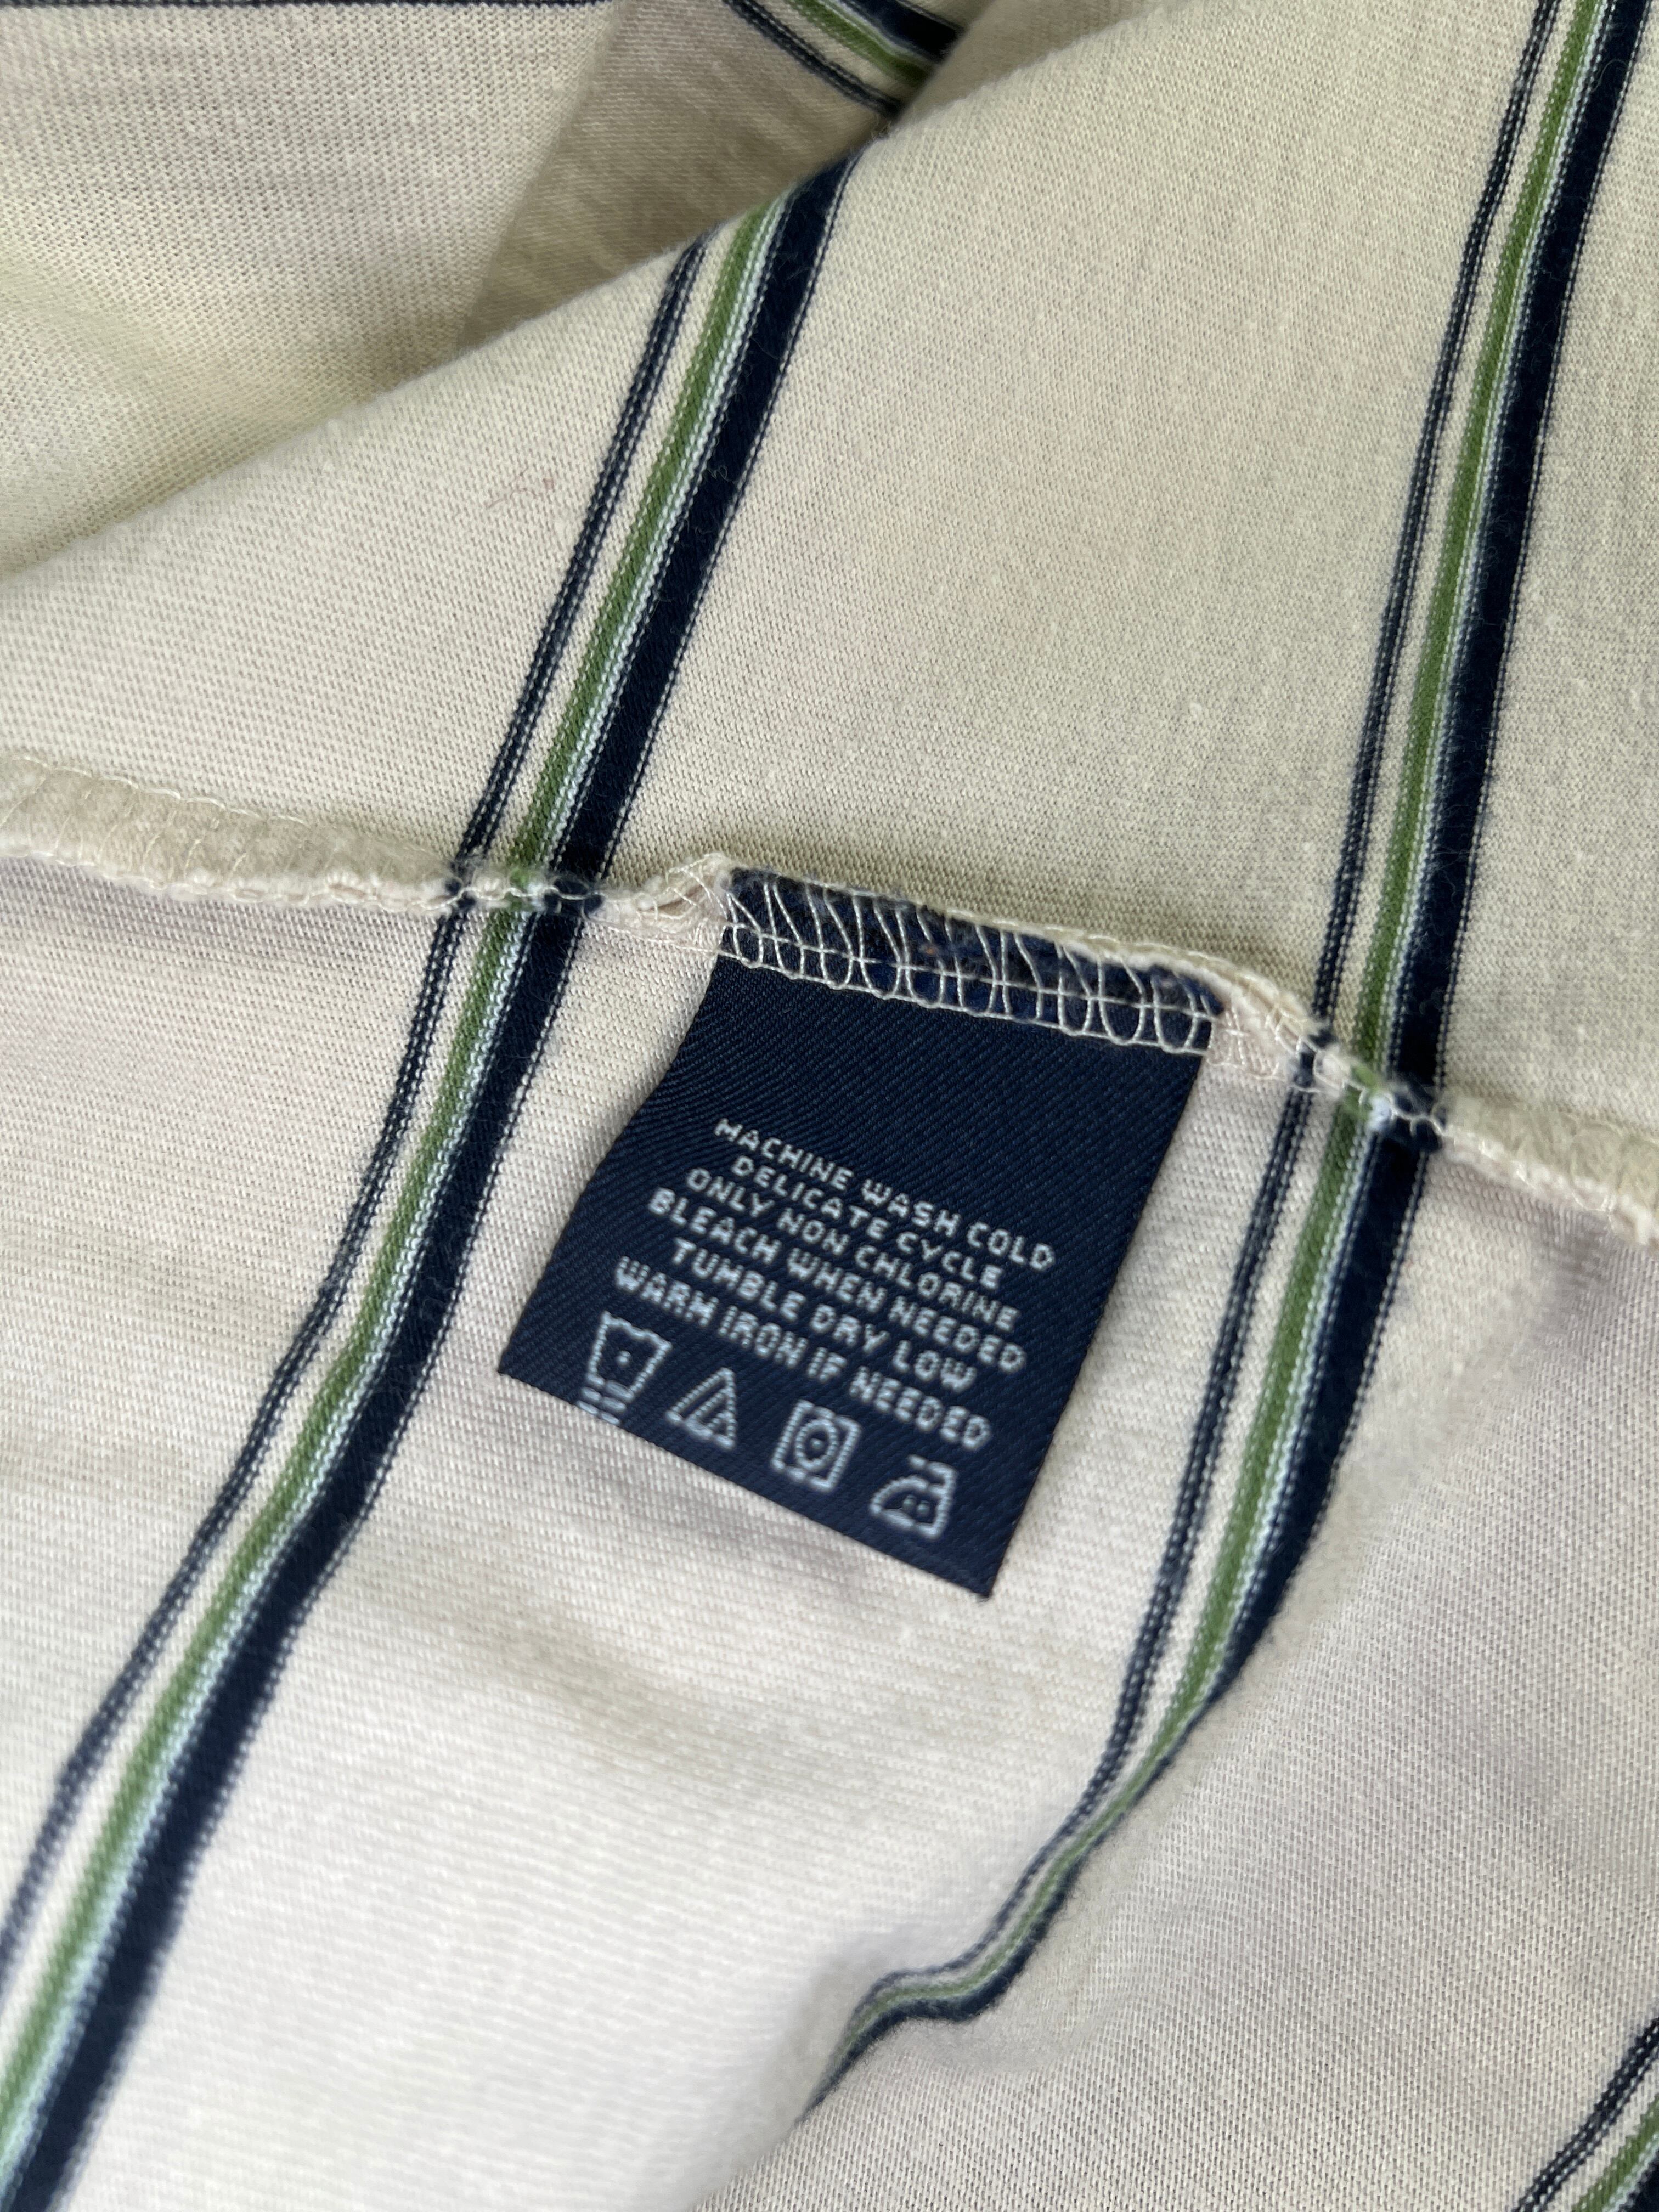 MACHINE WASH COLD
DELICATE CYCLE
ONLY NON CHLORINE
BLEACH WHEN NEEDED
TUMBLE DRY LOW
WARM IRON IF NEEDED